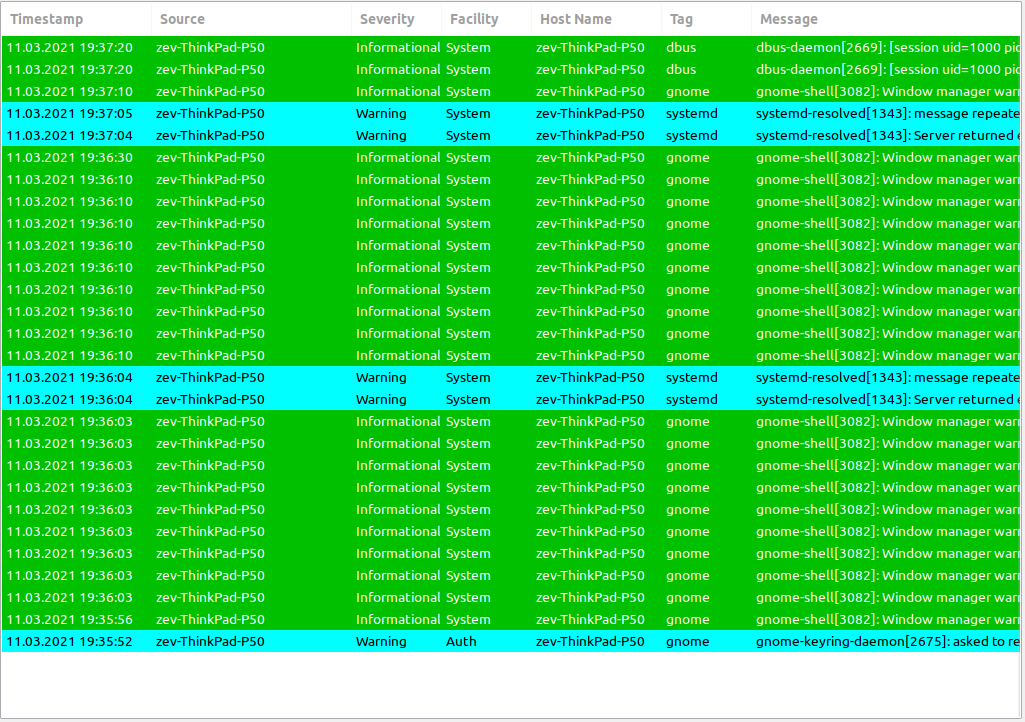 Timestamp Source Severity Facility Host Name Tag Message
11.03.2021 19:37:20 zev-ThinkPad-P50 Informational System zev-ThinkPad-P50 dbus dbus-daemon[2669]: [session uid=1000 pid
11.03.2021 19:37:20 zev-ThinkPad-P50 Informational System zev-ThinkPad-P50 dbus dbus-daemon[2669]: [session uid=1000 pid
11.03.2021 19:37:10 zev-ThinkPad-P50 Informational System zev-ThinkPad-P50 gnome gnome-shell[3082]: Window manager warn
11.03.2021 19:37:05 zev-ThinkPad-P50 Warning System zev-ThinkPad-P50 systemd systemd-resolved[1343]: message repeate
11.03.2021 19:37:04 zev-ThinkPad-P50 Warning System zev-ThinkPad-P50 systemd systemd-resolved[1343]: Server returned e
11.03.2021 19:36:30 zev-ThinkPad-P50 Informational System zev-ThinkPad-P50 gnome gnome-shell[3082]: Window manager warn
11.03.2021 19:36:10 zev-ThinkPad-P50 Informational System zev-ThinkPad-P50 gnome gnome-shell[3082]: Window manager warn
11.03.2021 19:36:10 zev-ThinkPad-P50 Informational System zev-ThinkPad-P50 gnome gnome-shell[3082]: Window manager warn
11.03.2021 19:36:10 zev-ThinkPad-P50 Informational System zev-ThinkPad-P50 gnome gnome-shell[3082]: Window manager warn
11.03.2021 19:36:10 zev-ThinkPad-P50 Informational System zev-ThinkPad-P50 gnome gnome-shell[3082]: Window manager warn
11.03.2021 19:36:10 zev-ThinkPad-P50 Informational System zev-ThinkPad-P50 gnome gnome-shell[3082]: Window manager warn
11.03.2021 19:36:10 zev-ThinkPad-P50 Informational System zev-ThinkPad-P50 gnome gnome-shell[3082]: Window manager warn
11.03.2021 19:36:10 zev-ThinkPad-P50 Informational System zev-ThinkPad-P50 gnome gnome-shell[3082]: Window manager warn
11.03.2021 19:36:10 zev-ThinkPad-P50 Informational System zev-ThinkPad-P50 gnome gnome-shell[3082]: Window manager warn
11.03.2021 19:36:10 zev-ThinkPad-P50 Informational System zev-ThinkPad-P50 gnome gnome-shell[3082]: Window manager warn
11.03.2021 19:36:04 zev-ThinkPad-P50 Warning System zev-ThinkPad-P50 systemd systemd-resolved[1343]: message repeate
11.03.2021 19:36:04 zev-ThinkPad-P50 Warning System zev-ThinkPad-P50 systemd systemd-resolved[1343]: Server returned e
11.03.2021 19:36:03 zev-ThinkPad-P50 Informational System zev-ThinkPad-P50 gnome gnome-shell[3082]: Window manager warn
11.03.2021 19:36:03 zev-ThinkPad-P50 Informational System zev-ThinkPad-P50 gnome gnome-shell[3082]: Window manager warn
11.03.2021 19:36:03 zev-ThinkPad-P50 Informational System zev-ThinkPad-P50 gnome gnome-shell[3082]: Window manager warn
11.03.2021 19:36:03 zev-ThinkPad-P50 Informational System zev-ThinkPad-P50 gnome gnome-shell[3082]: Window manager warn
11.03.2021 19:36:03 zev-ThinkPad-P50 Informational System zev-ThinkPad-P50 gnome gnome-shell[3082]: Window manager warn
11.03.2021 19:36:03 zev-ThinkPad-P50 Informational System zev-ThinkPad-P50 gnome gnome-shell[3082]: Window manager warn
11.03.2021 19:36:03 zev-ThinkPad-P50 Informational System zev-ThinkPad-P50 gnome gnome-shell[3082]: Window manager warn
11.03.2021 19:36:03 zev-ThinkPad-P50 Informational System zev-ThinkPad-P50 gnome gnome-shell[3082]: Window manager warn
11.03.2021 19:36:03 zev-ThinkPad-P50 Informational System zev-ThinkPad-P50 gnome gnome-shell[3082]: Window manager warn
11.03.2021 19:35:56 zev-ThinkPad-P50 Informational System zev-ThinkPad-P50 gnome gnome-shell[3082]: Window manager warn
11.03.2021 19:35:52 zev-ThinkPad-P50 Warning Auth zev-ThinkPad-P50 gnome gnome-keyring-daemon[2675]: asked to re